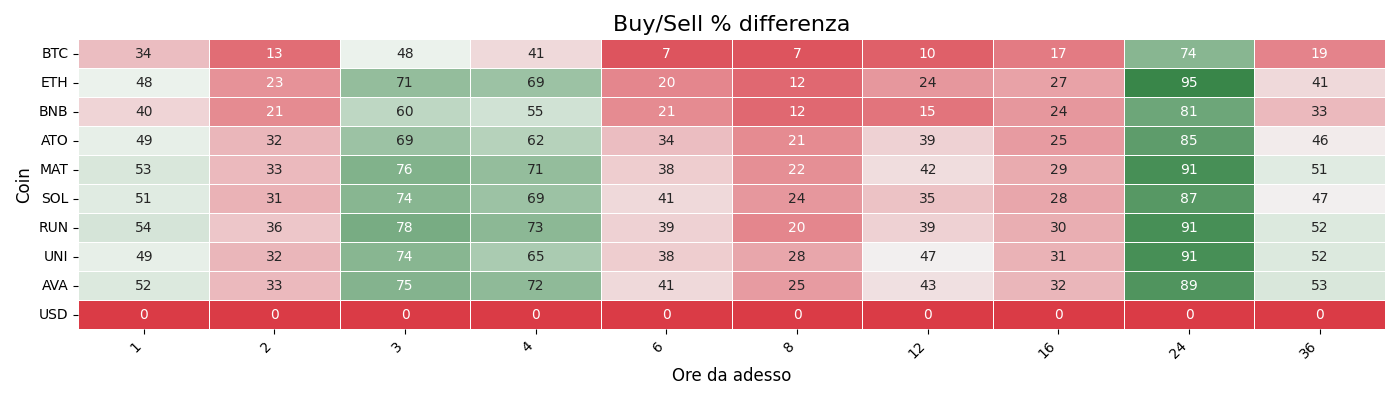 Buy/Sell % differenza
Coin
BTC 34 13 48 41 7 7 10 17 74 19
ETH 48 23 71 69 20 12 24 27 95 41
BNB 40 21 60 55 21 12 15 24 81 33
ATO 49 32 69 62 34 21 39 25 85 46
MAT 53 33 76 71 38 22 42 29 91 51
SOL 51 31 74 69 41 24 35 28 87 47
RUN 54 36 78 73 39 20 39 30 91 52
UNI 49 32 74 65 38 28 47 31 91 52
AVA 52 33 75 72 41 25 43 32 89 53
USD 0 0 0 0 0 0 0 0 0 0
1 2 3 4 6 8 12 16 24 36
Ore da adesso